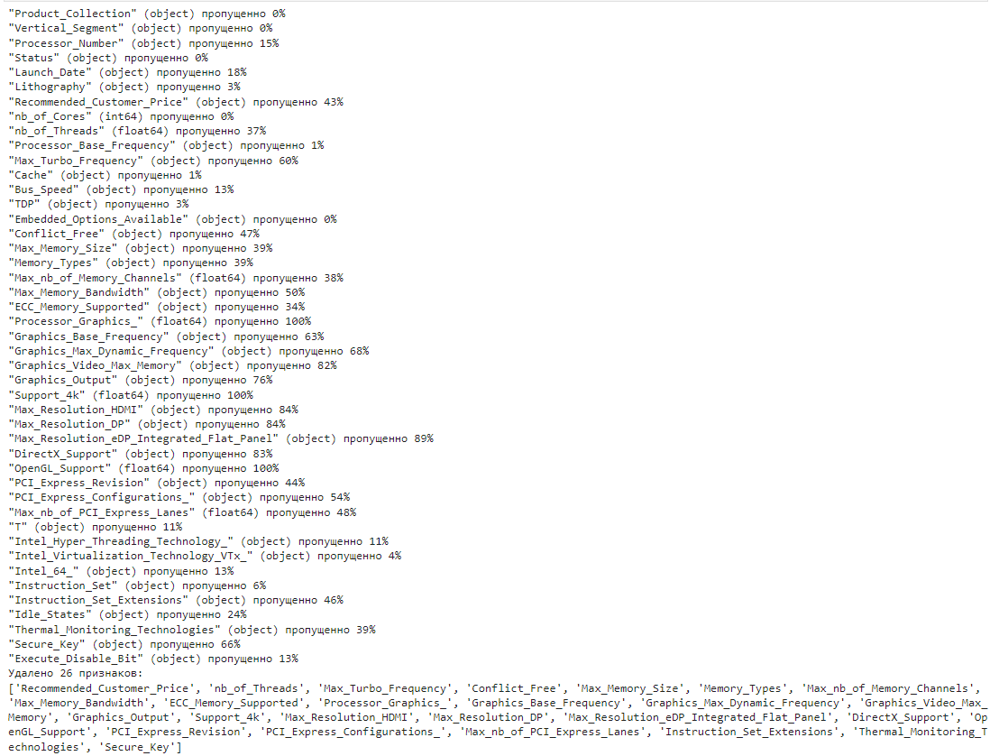 "Product_Collection" (object) пропущенно 0%
"Vertical_Segment" (object) пропущенно 0%
"Processor_Number" (object) пропущенно 15%
"Status" (object) пропущенно 0%
"Launch_Date" (object) пропущенно 18%
"Lithography" (object) пропущенно 3%
"Recommended_Customer_Price" (object) пропущенно 43%
"nb_of_Cores" (int64) пропущенно 0%
"nb_of_Threads" (float64) пропущенно 37%
"Processor_Base_Frequency" (object) пропущенно 1%
"Max_Turbo_Frequency" (object) пропущенно 60%
"Cache" (object) пропущенно 1%
"Bus_Speed" (object) пропущенно 13%
"TDP" (object) пропущенно 3%
"Embedded_Options_Available" (object) пропущенно 0%
"Conflict_Free" (object) пропущенно 47%
"Max_Memory_Size" (object) пропущенно 39%
"Memory_Types" (object) пропущенно 39%
"Max_nb_of_Memory_Channels" (float64) пропущенно 38%
"Max_Memory_Bandwidth" (object) пропущенно 50%
"ECC_Memory_Supported" (object) пропущенно 34%
"Processor_Graphics_" (float64) пропущенно 100%
"Graphics_Base_Frequency" (object) пропущенно 63%
"Graphics_Max_Dynamic_Frequency" (object) пропущенно 68%
"Graphics_Video_Max_Memory" (object) пропущенно 82%
"Graphics_Output" (object) пропущенно 76%
"Support_4k" (float64) пропущенно 100%
"Max_Resolution_HDMI" (object) пропущенно 84%
"Max_Resolution_DP" (object) пропущенно 84%
"Max_Resolution_eDP_Integrated_Flat_Panel" (object) пропущенно 89%
"DirectX_Support" (object) пропущенно 83%
"OpenGL_Support" (float64) пропущенно 100%
"PCI_Express_Revision" (object) пропущенно 44%
"PCI_Express_Configurations_" (object) пропущенно 54%
"Max_nb_of_PCI_Express_Lanes" (float64) пропущенно 48%
"T" (object) пропущенно 11%
"Intel_Hyper_Threading_Technology_" (object) пропущенно 11%
"Intel_Virtualization_Technology_VTx_" (object) пропущенно 4%
"Intel_64_" (object) пропущенно 13%
"Instruction_Set" (object) пропущенно 6%
"Instruction_Set_Extensions" (object) пропущенно 46%
"Idle_States" (object) пропущенно 24%
"Thermal_Monitoring_Technologies" (object) пропущенно 39%
"Secure_Key" (object) пропущенно 66%
"Execute_Disable_Bit" (object) пропущенно 13%
Удалено 26 признаков:
['Recommended_Customer_Price', 'nb_of_Threads', 'Max_Turbo_Frequency', 'Conflict_Free', 'Max_Memory_Size', 'Memory_Types', 'Max_nb_of_Memory_Channels',
'Max_Memory_Bandwidth', 'ECC_Memory_Supported', 'Processor_Graphics_', 'Graphics_Base_Frequency', 'Graphics_Max_Dynamic_Frequency', 'Graphics_Video_Max_
Memory', 'Graphics_Output', 'Support_4k', 'Max_Resolution_HDMI', 'Max_Resolution_DP', 'Max_Resolution_eDP_Integrated_Flat_Panel', 'DirectX_Support', 'Op
enGL_Support', 'PCI_Express_Revision', 'PCI_Express_Configurations_', 'Max_nb_of_PCI_Express_Lanes', 'Instruction_Set_Extensions', 'Thermal_Monitoring_T
echnologies', 'Secure_Key']